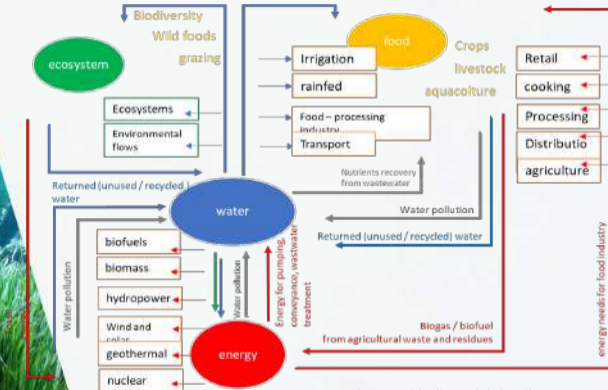 Biodiversity
Wild foods
grazing
ecosystem
food
Irrigation
rainfed
Food – processing
industry
Transport
Crops
livestock
aquacolture
Retail
cooking
Processing
Distributio
agriculture
Ecosystems
Environmental
flows
Nutrients recovery
from wastewater
Returned (unused / recycled )
water
water
Water pollution
Returned (unused / recycled) water
biofuels
biomass
hydropower
Wind and
solar
geothermal
nuclear
Water pollution
Water pollution
Energy for pumping,
conveyance, wastwater
treatment
energy
Biogas / biofuel
from agricultural waste and residues
energy needs for food industry